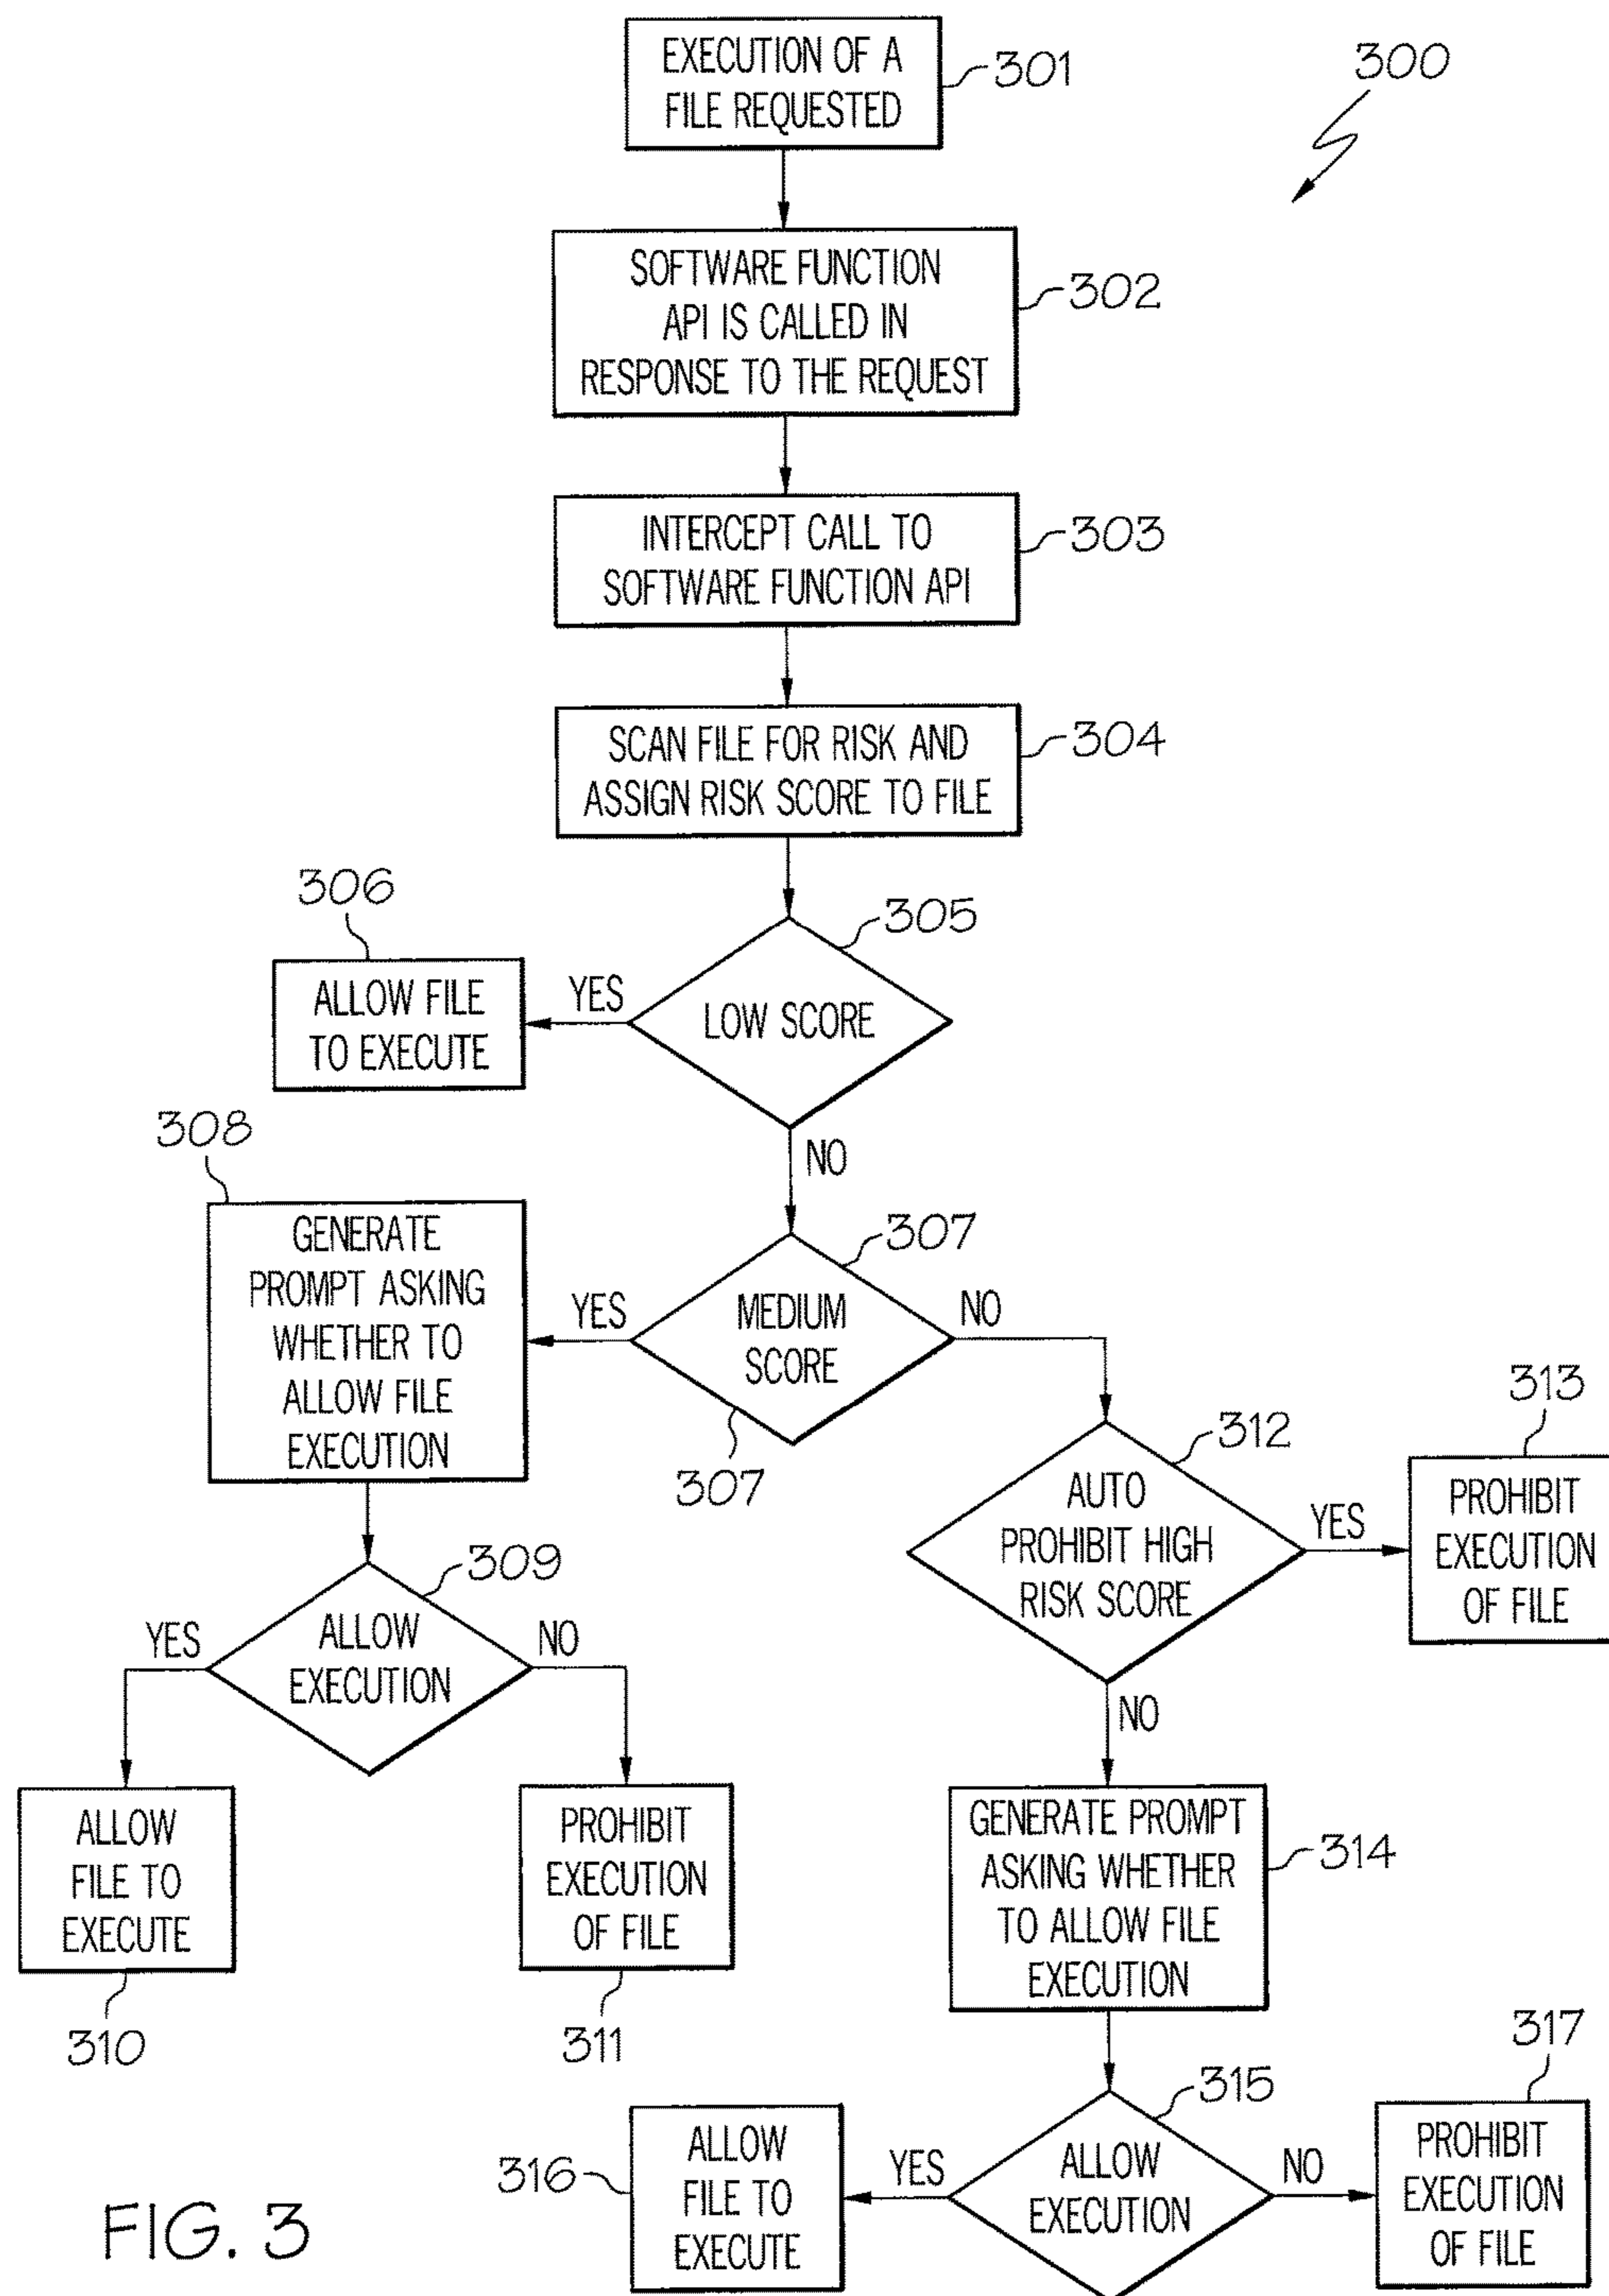 EXECUTION OF A
FILE REQUESTED
301
300
SOFTWARE FUNCTION
API IS CALLED IN
RESPONSE TO THE REQUEST
302
INTERCEPT CALL TO
SOFTWARE FUNCTION API
303
SCAN FILE FOR RISK AND
ASSIGN RISK SCORE TO FILE
304
306
305
ALLOW FILE
TO EXECUTE
YES
LOW SCORE
NO
308
307
GENERATE
PROMPT ASKING
WHETHER TO
ALLOW FILE
EXECUTION
YES
MEDIUM
SCORE
NO
307
313
312
AUTO
PROHIBIT HIGH
RISK SCORE
YES
PROHIBIT
EXECUTION
OF FILE
NO
309
YES
ALLOW
EXECUTION
NO
ALLOW
FILE TO
EXECUTE
310
PROHIBIT
EXECUTION
OF FILE
311
GENERATE PROMPT
ASKING WHETHER
TO ALLOW FILE
EXECUTION
314
317
315
316
ALLOW
FILE TO
EXECUTE
YES
ALLOW
EXECUTION
NO
PROHIBIT
EXECUTION
OF FILE
FIG. 3